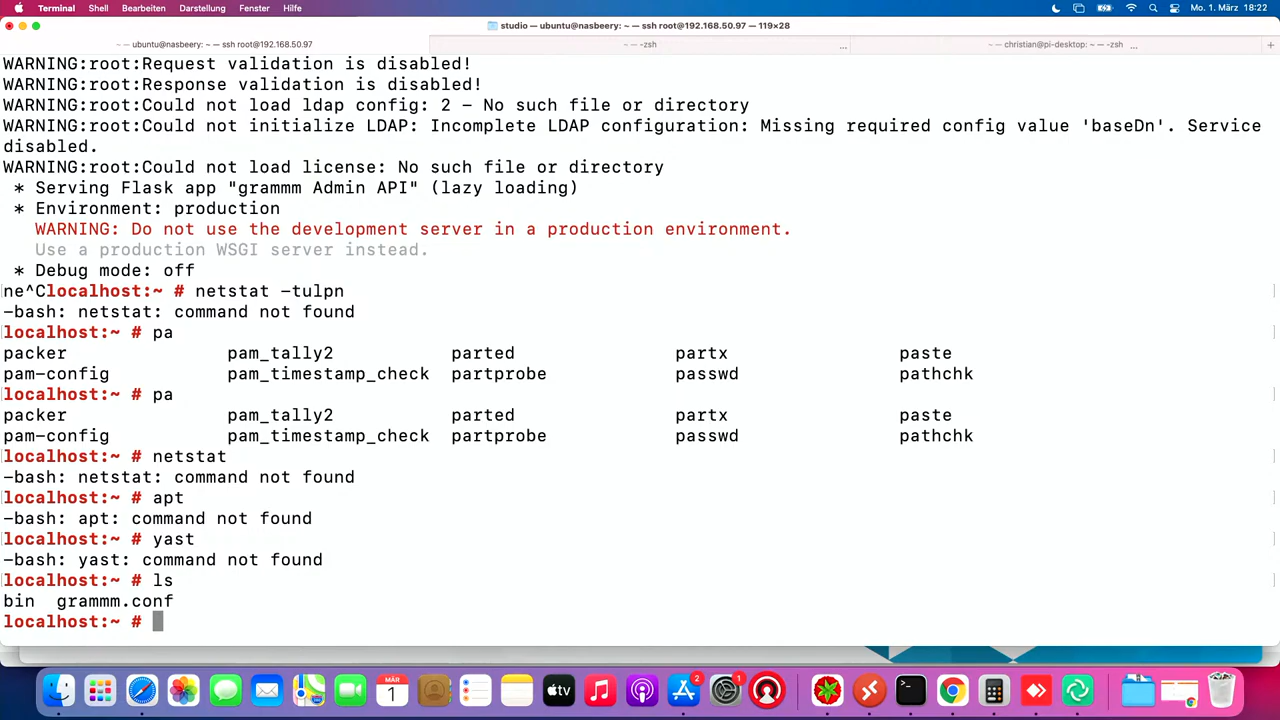 Terminal Shell Bearbeiten Darstellung Fenster Hilfe Mo. 1. März 18:22
studio — ubuntu@nasbeery: ~ — ssh root@192.168.50.97 — 119×28
~ — ubuntu@nasbeery: ~ — ssh root@192.168.50.97 ~ — -zsh ... christian@pi-desktop: ~ — -zsh ... +
WARNING:root:Request validation is disabled!
WARNING:root:Response validation is disabled!
WARNING:root:Could not load ldap config: 2 - No such file or directory
WARNING:root:Could not initialize LDAP: Incomplete LDAP configuration: Missing required config value 'baseDn'. Service
disabled.
WARNING:root:Could not load license: No such file or directory
* Serving Flask app "grammm Admin API" (lazy loading)
* Environment: production
WARNING: Do not use the development server in a production environment.
Use a production WSGI server instead.
* Debug mode: off
ne^Clocalhost:~ # netstat -tulpn
-bash: netstat: command not found
localhost:~ # pa
packer pam_tally2 parted partx paste
pam-config pam_timestamp_check partprobe passwd pathchk
localhost:~ # pa
packer pam_tally2 parted partx paste
pam-config pam_timestamp_check partprobe passwd pathchk
localhost:~ # netstat
-bash: netstat: command not found
localhost:~ # apt
-bash: apt: command not found
localhost:~ # yast
-bash: yast: command not found
localhost:~ # ls
bin grammm.conf
localhost:~ #
MÄR
1
tv
2
1
>_